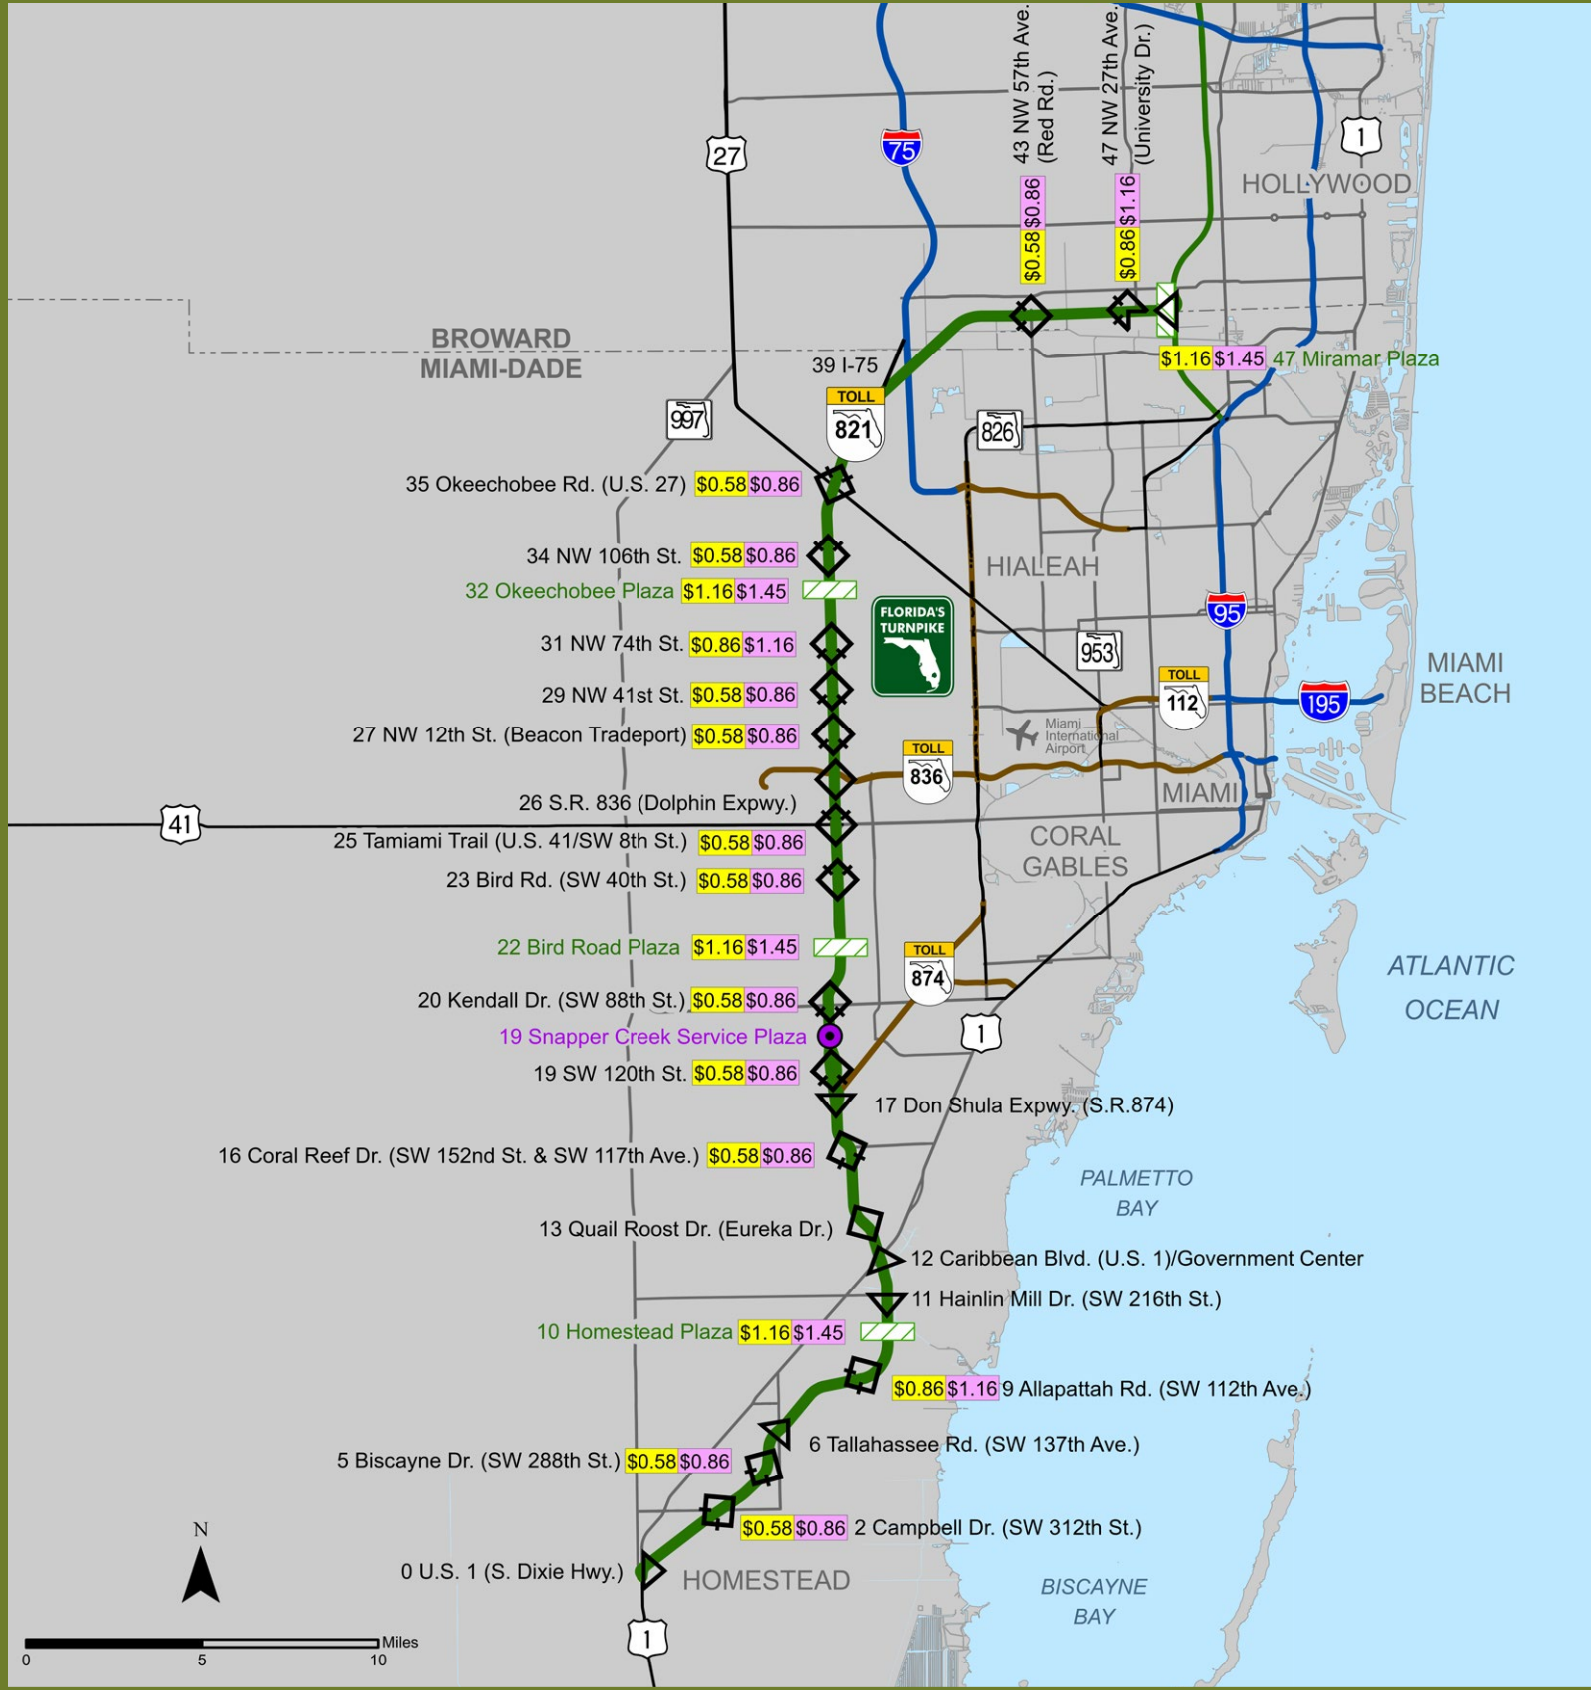 43 NW 57th Ave.
(Red Rd.)
47 NW 27th Ave.
(University Dr.)
27
75
1
HOLLYWOOD
$0.58 $0.86
$0.86 $1.16
BROWARD
MIAMI-DADE
39 I-75
$1.16 $1.45 47 Miramar Plaza
TOLL
821
997
826
35 Okeechobee Rd. (U.S. 27) $0.58 $0.86
34 NW 106th St. $0.58 $0.86
HIALEAH
32 Okeechobee Plaza $1.16 $1.45
FLORIDA'S
TURNPIKE
95
31 NW 74th St. $0.86 $1.16
953
MIAMI
BEACH
29 NW 41st St. $0.58 $0.86
TOLL
112
195
27 NW 12th St. (Beacon Tradeport) $0.58 $0.86
Miami
International
Airport
TOLL
836
26 S.R. 836 (Dolphin Expwy.)
MIAMI
41
25 Tamiami Trail (U.S. 41/SW 8th St.) $0.58 $0.86
CORAL
GABLES
23 Bird Rd. (SW 40th St.) $0.58 $0.86
22 Bird Road Plaza $1.16 $1.45
TOLL
874
ATLANTIC
OCEAN
20 Kendall Dr. (SW 88th St.) $0.58 $0.86
19 Snapper Creek Service Plaza
1
19 SW 120th St. $0.58 $0.86
17 Don Shula Expwy. (S.R.874)
16 Coral Reef Dr. (SW 152nd St. & SW 117th Ave.) $0.58 $0.86
PALMETTO
BAY
13 Quail Roost Dr. (Eureka Dr.)
12 Caribbean Blvd. (U.S. 1)/Government Center
11 Hainlin Mill Dr. (SW 216th St.)
10 Homestead Plaza $1.16 $1.45
$0.86 $1.16 9 Allapattah Rd. (SW 112th Ave.)
6 Tallahassee Rd. (SW 137th Ave.)
5 Biscayne Dr. (SW 288th St.) $0.58 $0.86
$0.58 $0.86 2 Campbell Dr. (SW 312th St.)
N
0 U.S. 1 (S. Dixie Hwy.)
HOMESTEAD
BISCAYNE
BAY
1
Miles
0 5 10